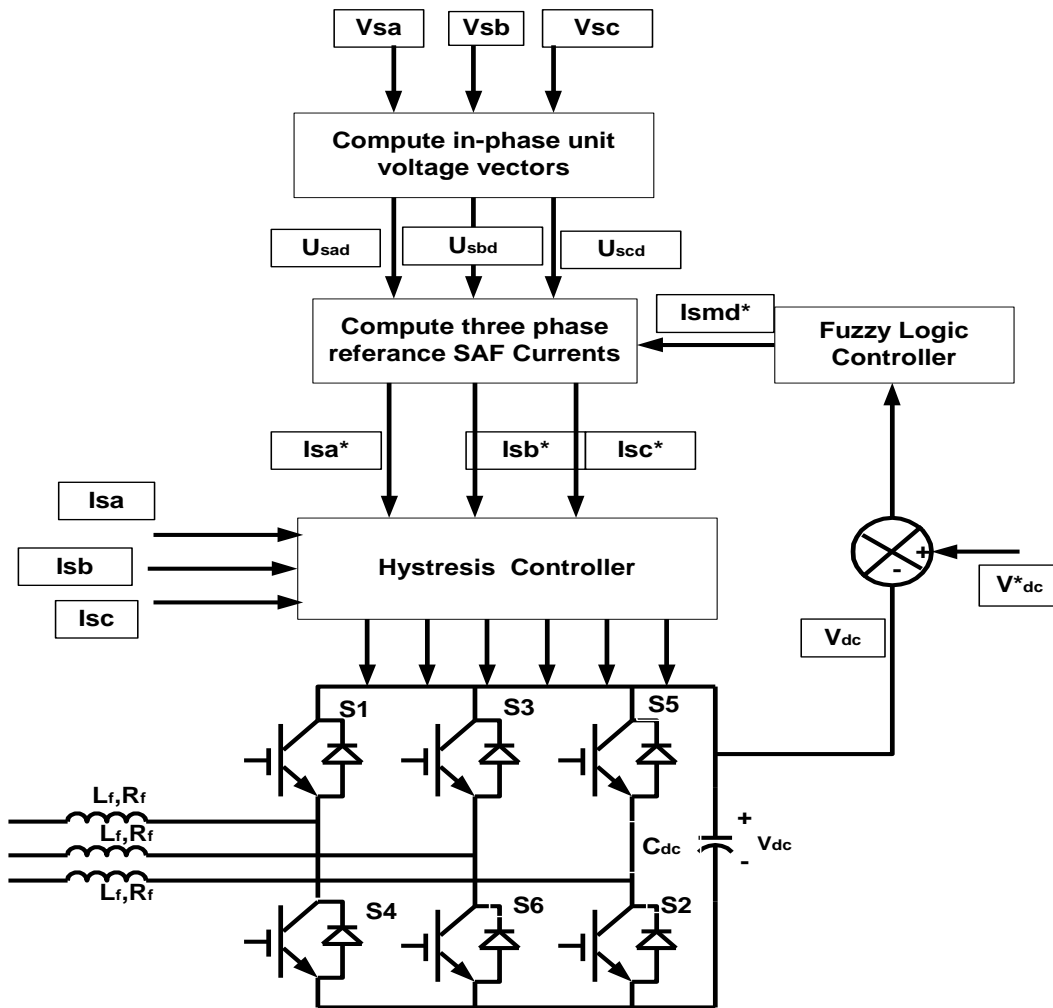 Vsa Vsb Vsc
Compute in-phase unit
voltage vectors
Usad Usbd Uscd
Compute three phase
referance SAF Currents
Ismd*
Fuzzy Logic
Controller
Isa* Isb* Isc*
Isa
Isb
Isc
Hystresis Controller
+
-
V*dc
Vdc
S1 S3 S5
Lf,Rf
Lf,Rf
Lf,Rf
Cdc
+
Vdc
-
S4 S6 S2